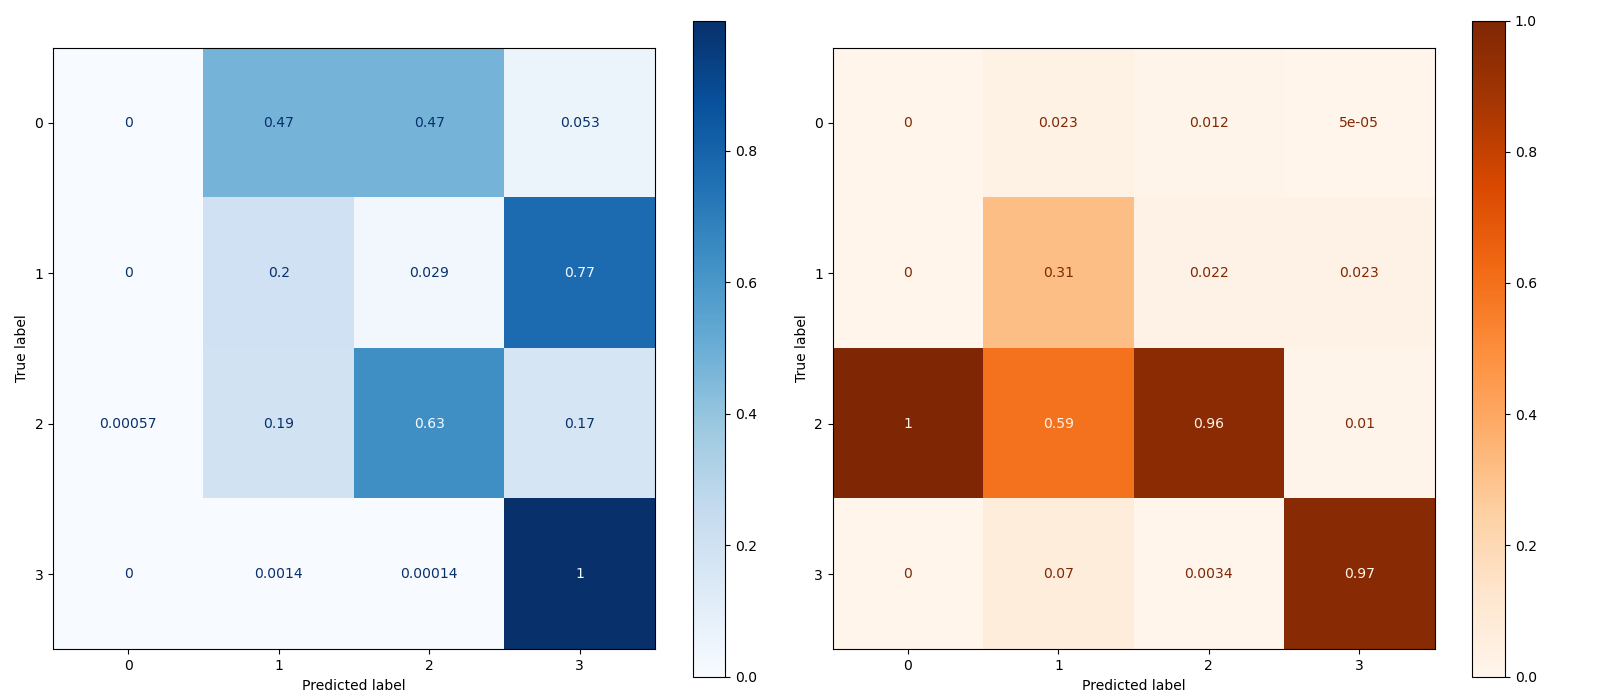 0 0 0.47 0.47 0.053
1 0 0.2 0.029 0.77
2 0.00057 0.19 0.63 0.17
3 0 0.0014 0.00014 1
0 1 2 3
True label
Predicted label
0.8
0.6
0.4
0.2
0.0
0 0 0.023 0.012 5e-05
1 0 0.31 0.022 0.023
2 1 0.59 0.96 0.01
3 0 0.07 0.0034 0.97
0 1 2 3
True label
Predicted label
1.0
0.8
0.6
0.4
0.2
0.0